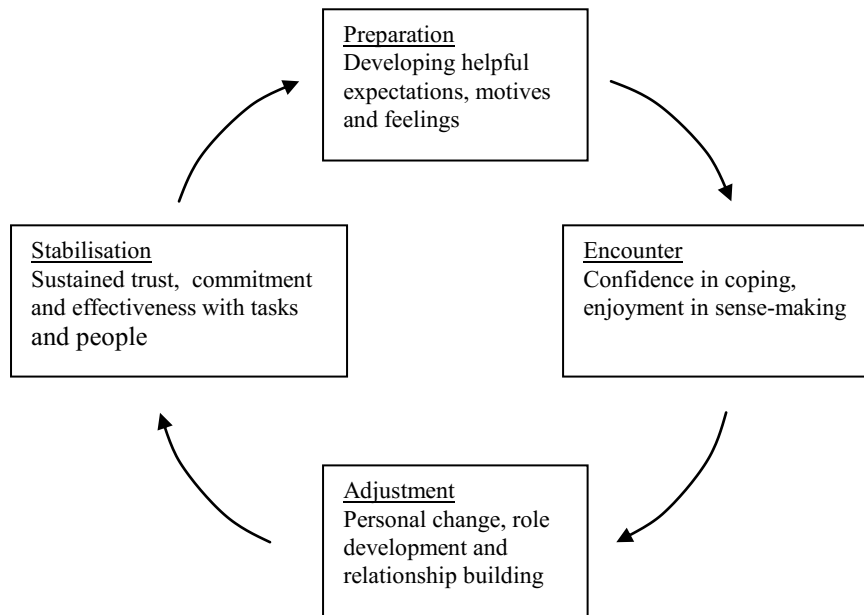 Preparation
Developing helpful
expectations, motives
and feelings
Stabilisation
Sustained trust, commitment
and effectiveness with tasks
and people
Encounter
Confidence in coping,
enjoyment in sense-making
Adjustment
Personal change, role
development and
relationship building